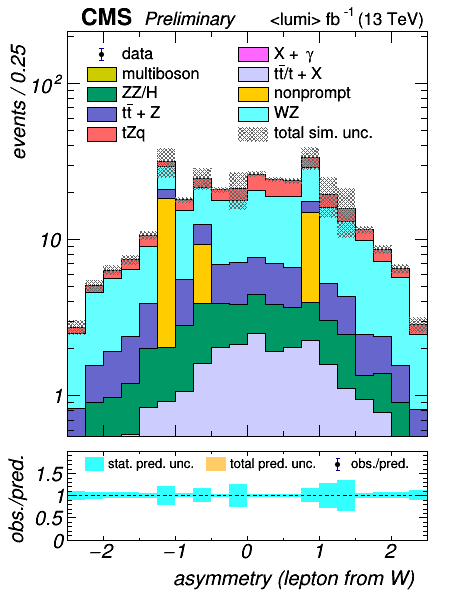 CMS Preliminary <lumi> fb⁻¹ (13 TeV)
events / 0.25
10²
10
1
data
X + γ
multiboson
tt̄/t + X
ZZ/H
nonprompt
tt̄ + Z
WZ
tZq
total sim. unc.
obs./pred.
1.5
1
0.5
0
stat. pred. unc.
total pred. unc.
obs./pred.
−2 −1 0 1 2
asymmetry (lepton from W)